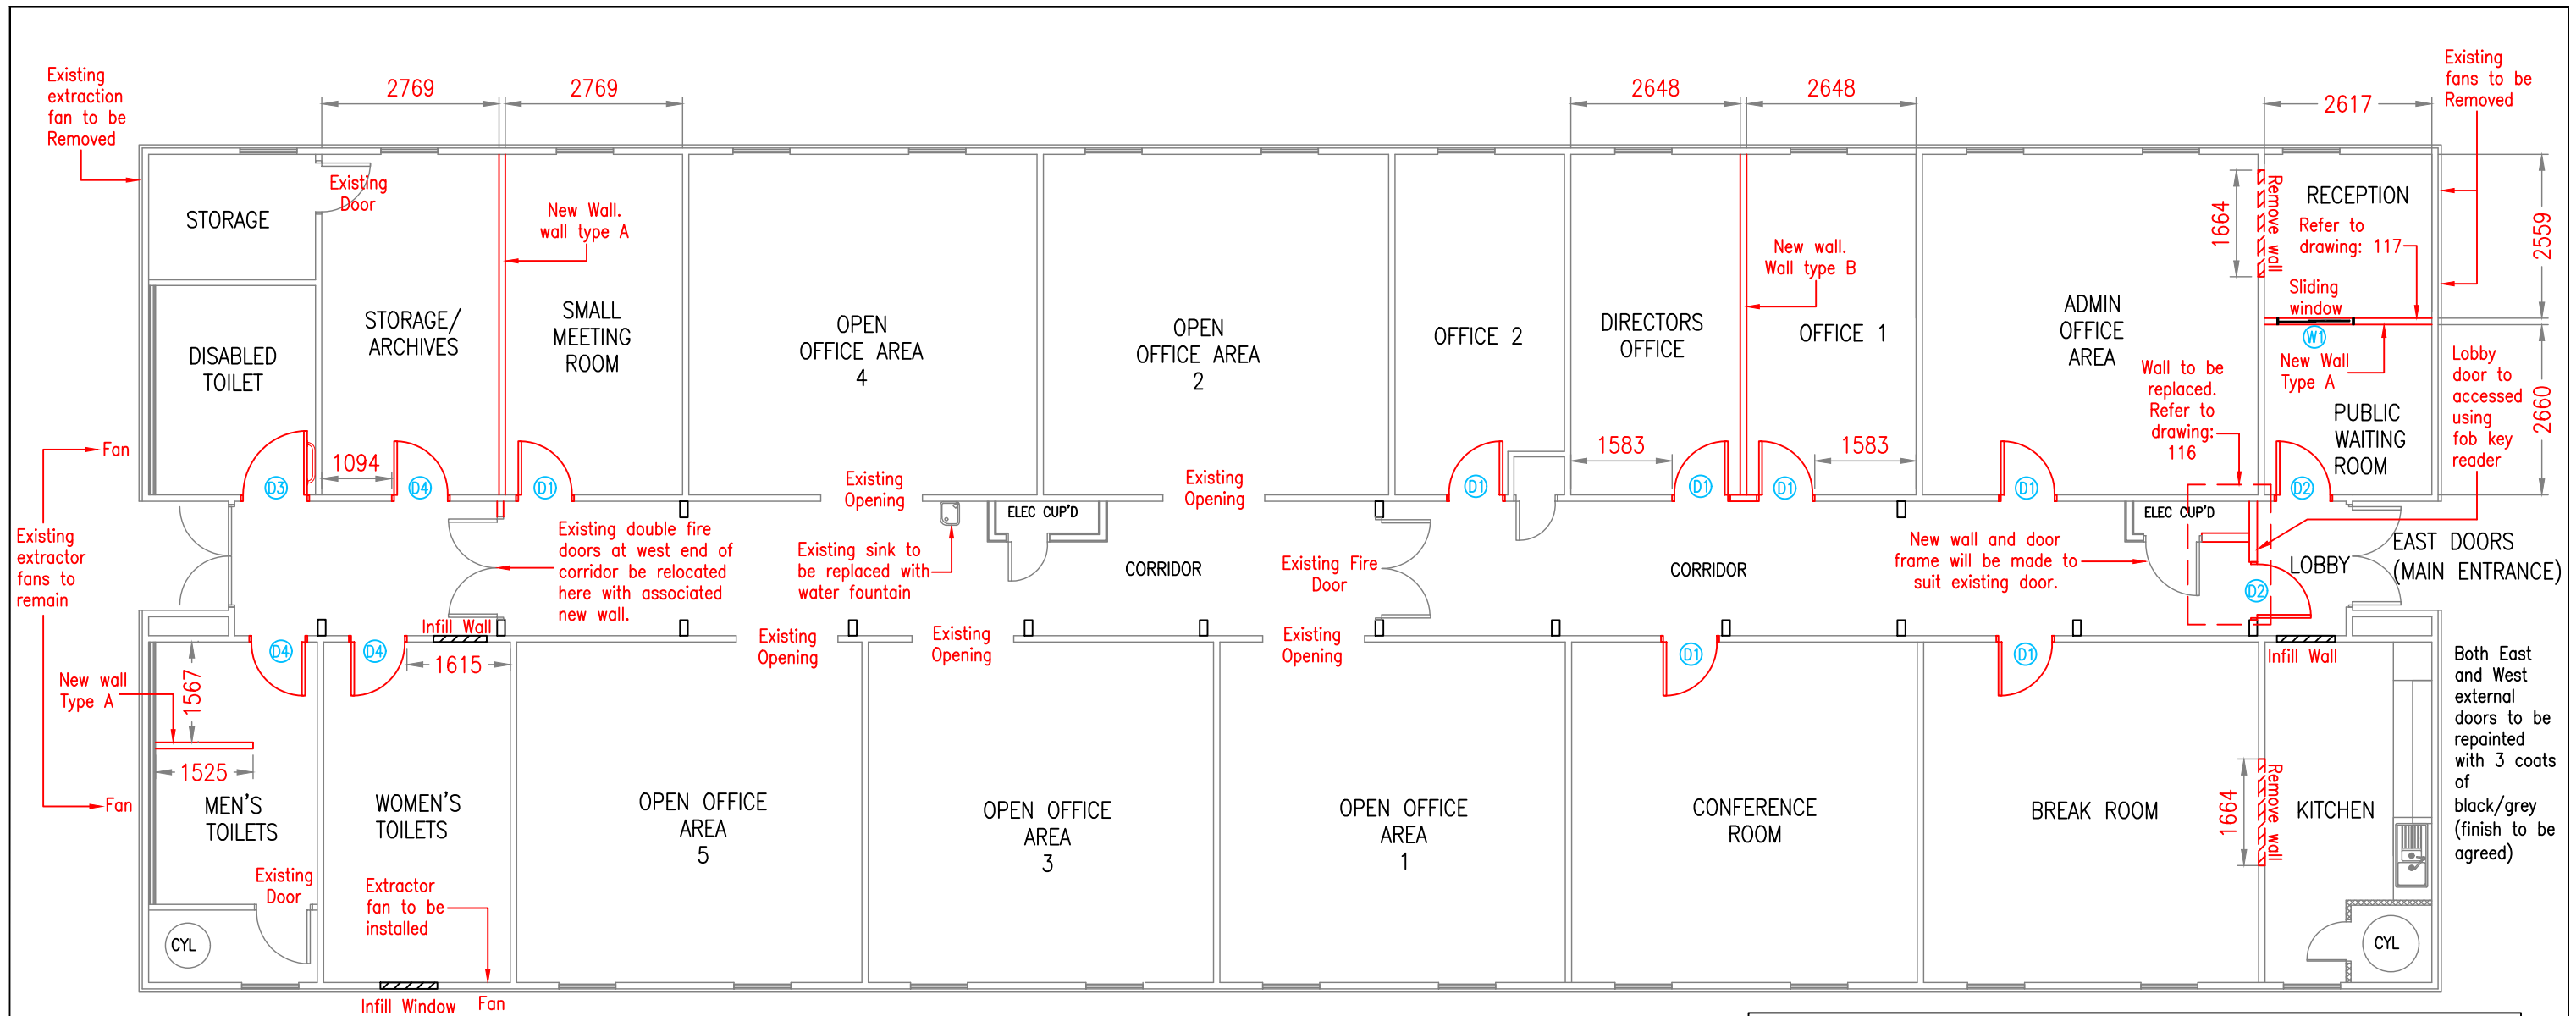 Existing
extraction
fan to be
Removed
2769
2769
2648
2648
2617
Existing
fans to be
Removed
Existing
Door
STORAGE
New Wall.
wall type A
STORAGE/
ARCHIVES
SMALL
MEETING
ROOM
DISABLED
TOILET
OPEN
OFFICE AREA
4
OPEN
OFFICE AREA
2
OFFICE 2
DIRECTORS
OFFICE
New wall.
Wall type B
OFFICE 1
ADMIN
OFFICE
AREA
1664
Remove wall
RECEPTION
Refer to
drawing: 117
Sliding
window
W1
New Wall
Type A
2559
2660
Wall to be
replaced.
Refer to
drawing:
116
PUBLIC
WAITING
ROOM
Lobby
door to
accessed
using
fob key
reader
Fan
1094
1583
1583
D3
D4
D1
D1
D1
D1
D1
D2
Existing
Opening
Existing
Opening
Existing
extractor
fans to
remain
Existing double fire
doors at west end of
corridor be relocated
here with associated
new wall.
Existing sink to
be replaced with
water fountain
ELEC CUP'D
CORRIDOR
Existing Fire
Door
CORRIDOR
New wall and door
frame will be made to
suit existing door.
ELEC CUP'D
D2
LOBBY
EAST DOORS
(MAIN ENTRANCE)
Infill Wall
D4
D4
1615
Existing
Opening
Existing
Opening
Existing
Opening
D1
D1
Infill Wall
New wall
Type A
1567
1525
Fan
MEN'S
TOILETS
WOMEN'S
TOILETS
OPEN OFFICE
AREA
5
OPEN OFFICE
AREA
3
OPEN OFFICE
AREA
1
CONFERENCE
ROOM
BREAK ROOM
1664
Remove wall
KITCHEN
Both East
and West
external
doors to be
repainted
with 3 coats
of
black/grey
(finish to be
agreed)
Existing
Door
Extractor
fan to be
installed
CYL
CYL
Infill Window
Fan